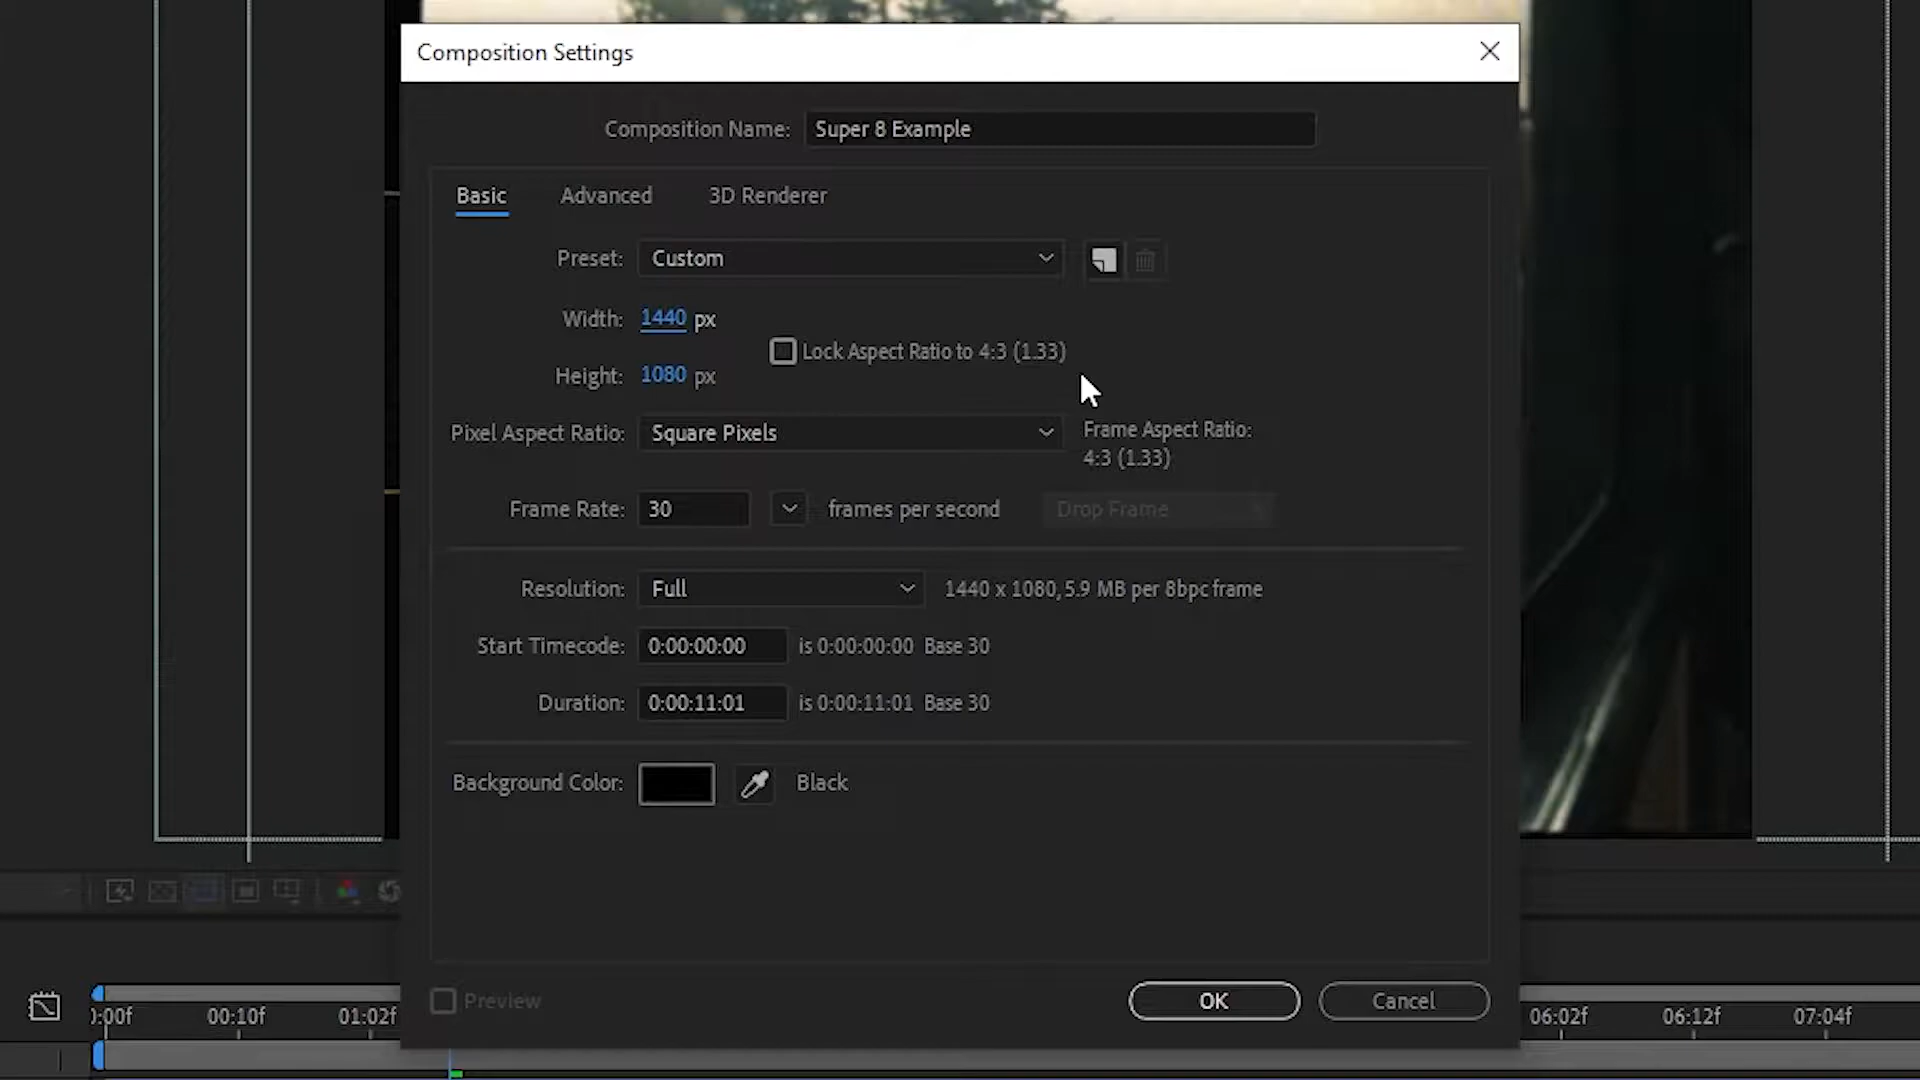 Composition Settings
Composition Name: Super 8 Example
Basic Advanced 3D Renderer
Preset: Custom
Width: 1440 px
Lock Aspect Ratio to 4:3 (1.33)
Height: 1080 px
Pixel Aspect Ratio: Square Pixels
Frame Aspect Ratio:
4:3 (1.33)
Frame Rate: 30 frames per second Drop Frame
Resolution: Full 1440 x 1080, 5.9 MB per 8bpc frame
Start Timecode: 0:00:00:00 is 0:00:00:00 Base 30
Duration: 0:00:11:01 is 0:00:11:01 Base 30
Background Color: Black
Preview OK Cancel
):00f 00:10f 01:02f 06:02f 06:12f 07:04f